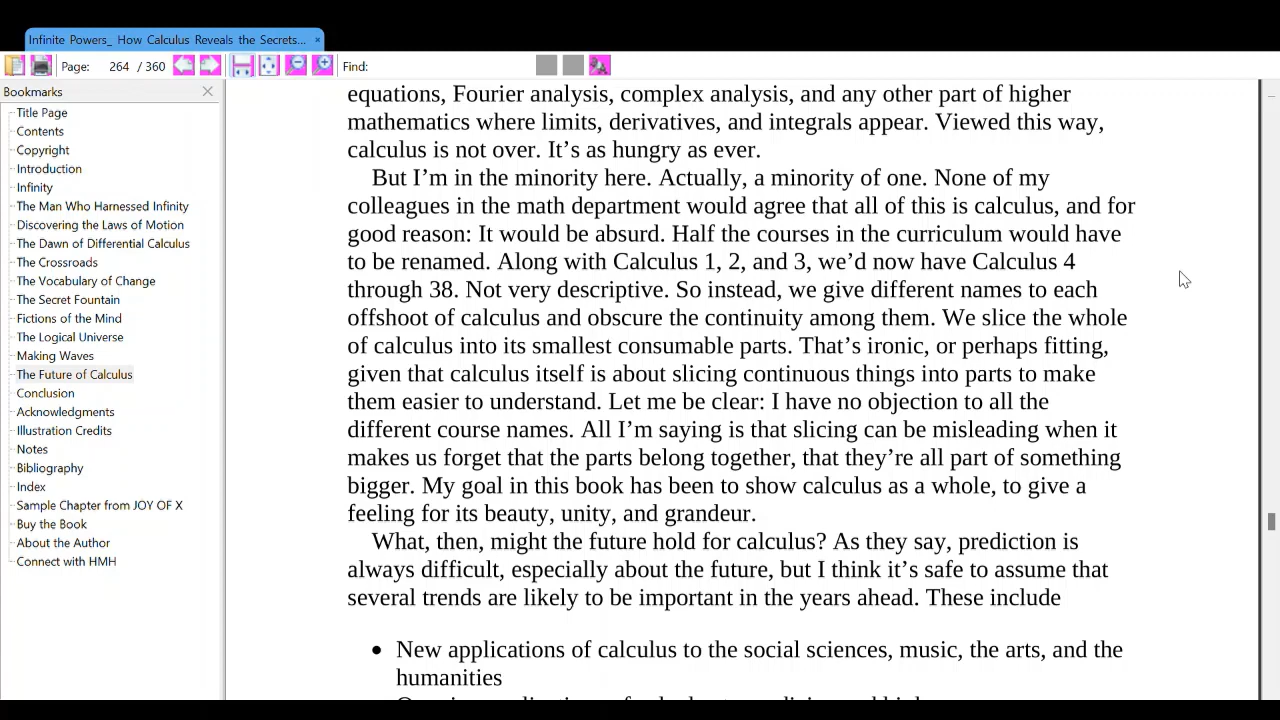 Infinite Powers_ How Calculus Reveals the Secrets... ×
Page: 264 / 360 Find:
Bookmarks
Title Page
Contents
Copyright
Introduction
Infinity
The Man Who Harnessed Infinity
Discovering the Laws of Motion
The Dawn of Differential Calculus
The Crossroads
The Vocabulary of Change
The Secret Fountain
Fictions of the Mind
The Logical Universe
Making Waves
The Future of Calculus
Conclusion
Acknowledgments
Illustration Credits
Notes
Bibliography
Index
Sample Chapter from JOY OF X
Buy the Book
About the Author
Connect with HMH
equations, Fourier analysis, complex analysis, and any other part of higher
mathematics where limits, derivatives, and integrals appear. Viewed this way,
calculus is not over. It’s as hungry as ever.
But I’m in the minority here. Actually, a minority of one. None of my
colleagues in the math department would agree that all of this is calculus, and for
good reason: It would be absurd. Half the courses in the curriculum would have
to be renamed. Along with Calculus 1, 2, and 3, we’d now have Calculus 4
through 38. Not very descriptive. So instead, we give different names to each
offshoot of calculus and obscure the continuity among them. We slice the whole
of calculus into its smallest consumable parts. That’s ironic, or perhaps fitting,
given that calculus itself is about slicing continuous things into parts to make
them easier to understand. Let me be clear: I have no objection to all the
different course names. All I’m saying is that slicing can be misleading when it
makes us forget that the parts belong together, that they’re all part of something
bigger. My goal in this book has been to show calculus as a whole, to give a
feeling for its beauty, unity, and grandeur.
What, then, might the future hold for calculus? As they say, prediction is
always difficult, especially about the future, but I think it’s safe to assume that
several trends are likely to be important in the years ahead. These include
• New applications of calculus to the social sciences, music, the arts, and the
humanities